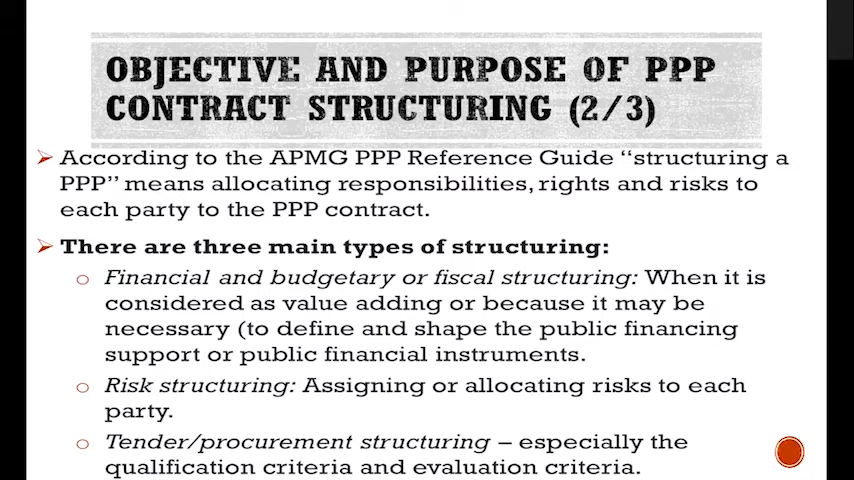 OBJECTIVE AND PURPOSE OF PPP
CONTRACT STRUCTURING (2/3)
According to the APMG PPP Reference Guide “structuring a
PPP” means allocating responsibilities, rights and risks to
each party to the PPP contract.
There are three main types of structuring:
Financial and budgetary or fiscal structuring: When it is
considered as value adding or because it may be
necessary (to define and shape the public financing
support or public financial instruments.
Risk structuring: Assigning or allocating risks to each
party.
Tender/procurement structuring – especially the
qualification criteria and evaluation criteria.